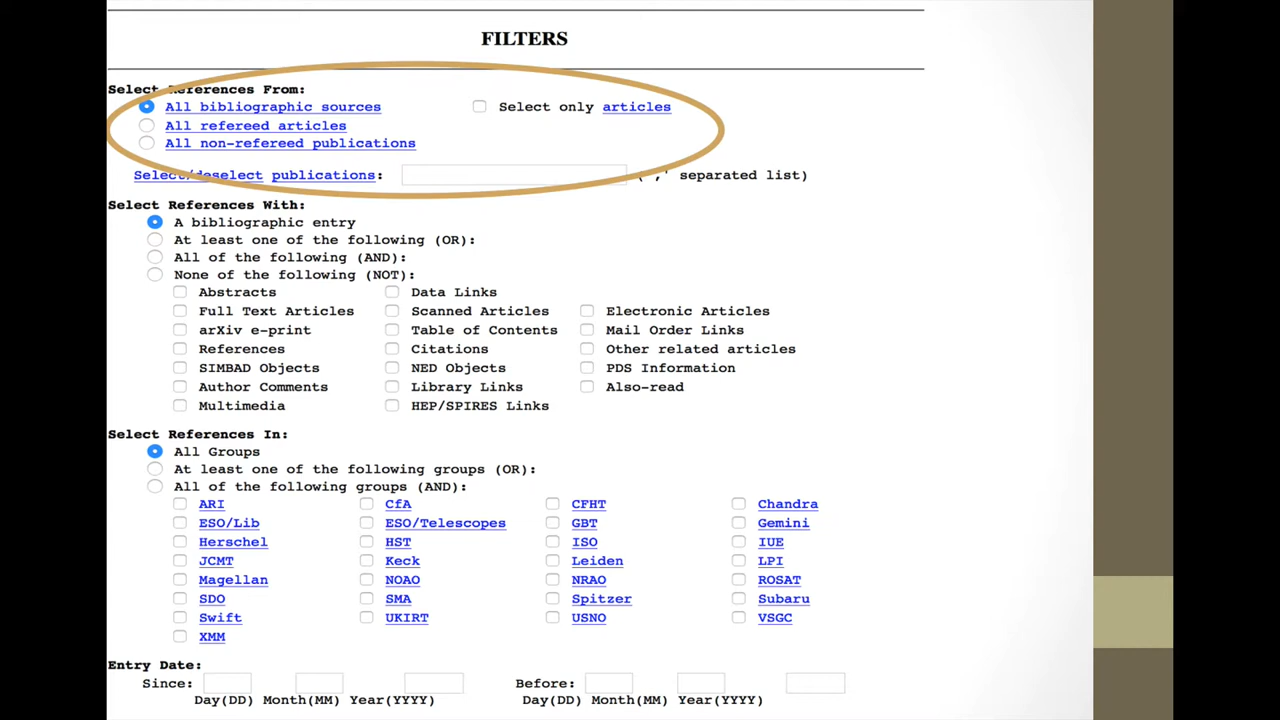 FILTERS
Select References From:
All bibliographic sources Select only articles
All refereed articles
All non-refereed publications
Select/deselect publications: (',' separated list)
Select References With:
A bibliographic entry
At least one of the following (OR):
All of the following (AND):
None of the following (NOT):
Abstracts Data Links
Full Text Articles Scanned Articles Electronic Articles
arXiv e-print Table of Contents Mail Order Links
References Citations Other related articles
SIMBAD Objects NED Objects PDS Information
Author Comments Library Links Also-read
Multimedia HEP/SPIRES Links
Select References In:
All Groups
At least one of the following groups (OR):
All of the following groups (AND):
ARI CfA CFHT Chandra
ESO/Lib ESO/Telescopes GBT Gemini
Herschel HST ISO IUE
JCMT Keck Leiden LPI
Magellan NOAO NRAO ROSAT
SDO SMA Spitzer Subaru
Swift UKIRT USNO VSGC
XMM
Entry Date:
Since: Before:
Day(DD) Month(MM) Year(YYYY) Day(DD) Month(MM) Year(YYYY)